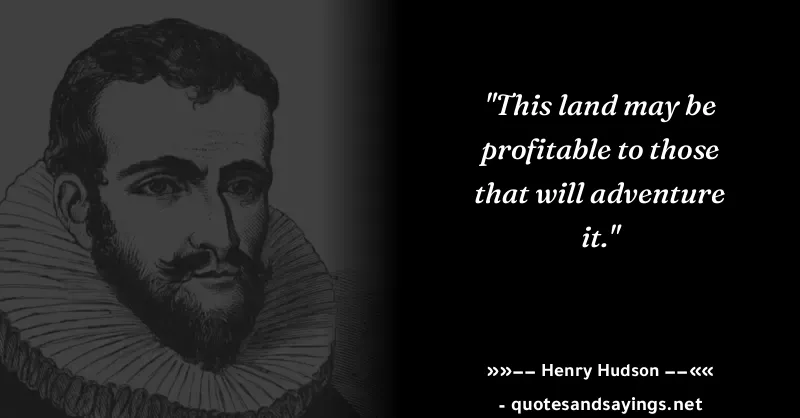 "This land may be
profitable to those
that will adventure
it."
»»—— Henry Hudson ——««
- quotesandsayings.net